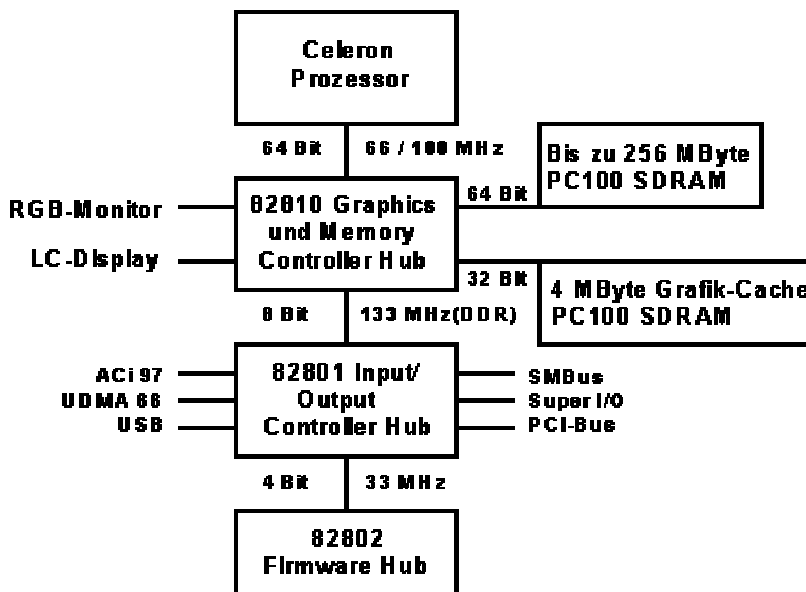 Celeron
Prozessor
64 Bit
66 / 100 MHz
Bis zu 256 MByte
PC100 SDRAM
RGB-Monitor
82810 Graphics
und Memory
Controller Hub
64 Bit
LC-Display
32 Bit
4 MByte Grafik-Cache
PC100 SDRAM
8 Bit
133 MHz(DDR)
ACi 97
UDMA 66
USB
82801 Input/
Output
Controller Hub
SMBus
Super I/O
PCI-Bus
4 Bit
33 MHz
82802
Firmware Hub